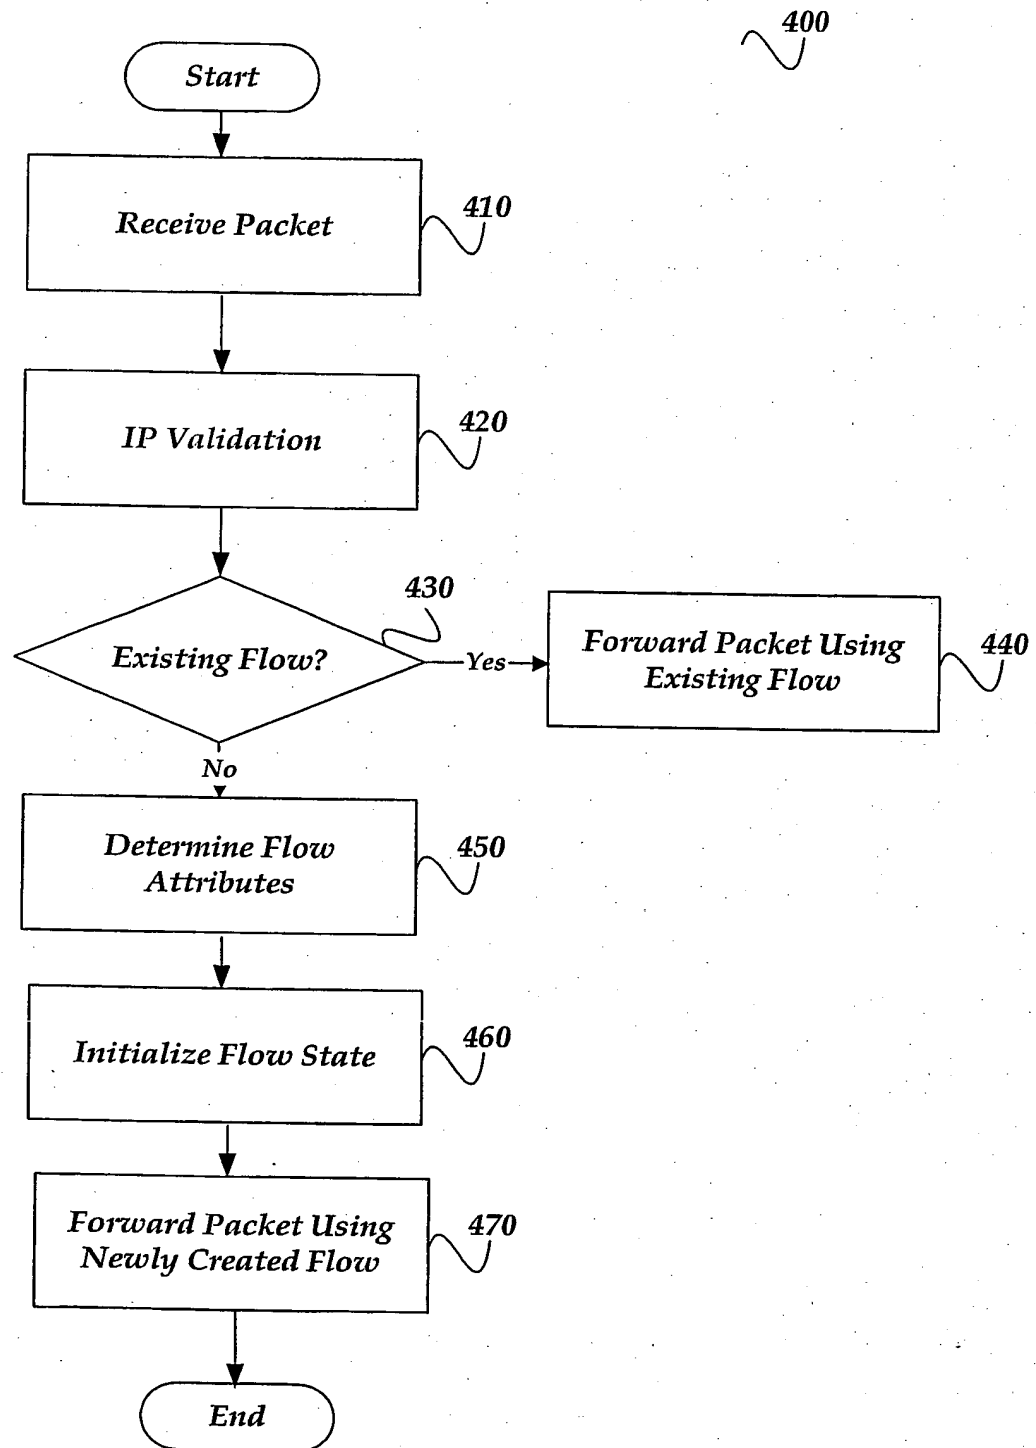 400
Start
Receive Packet
410
IP Validation
420
430
Existing Flow?
Yes
Forward Packet Using
Existing Flow
440
No
Determine Flow
Attributes
450
Initialize Flow State
460
Forward Packet Using
Newly Created Flow
470
End